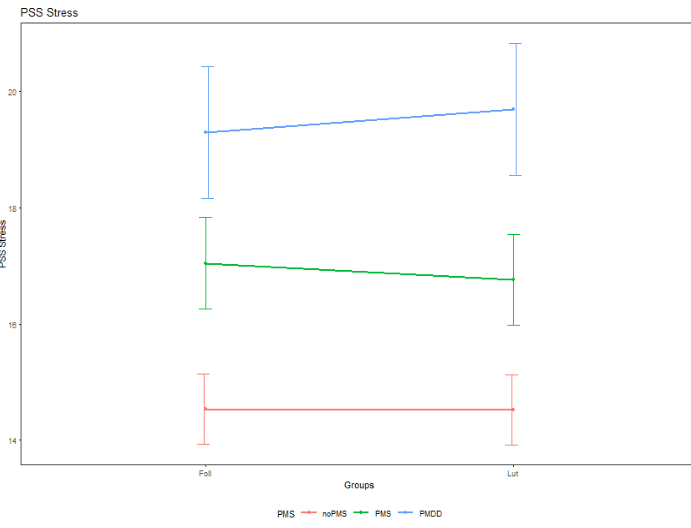 PSS Stress
20
18
16
14
PSS Stress
Foll
Lut
Groups
PMS noPMS PMS PMDD